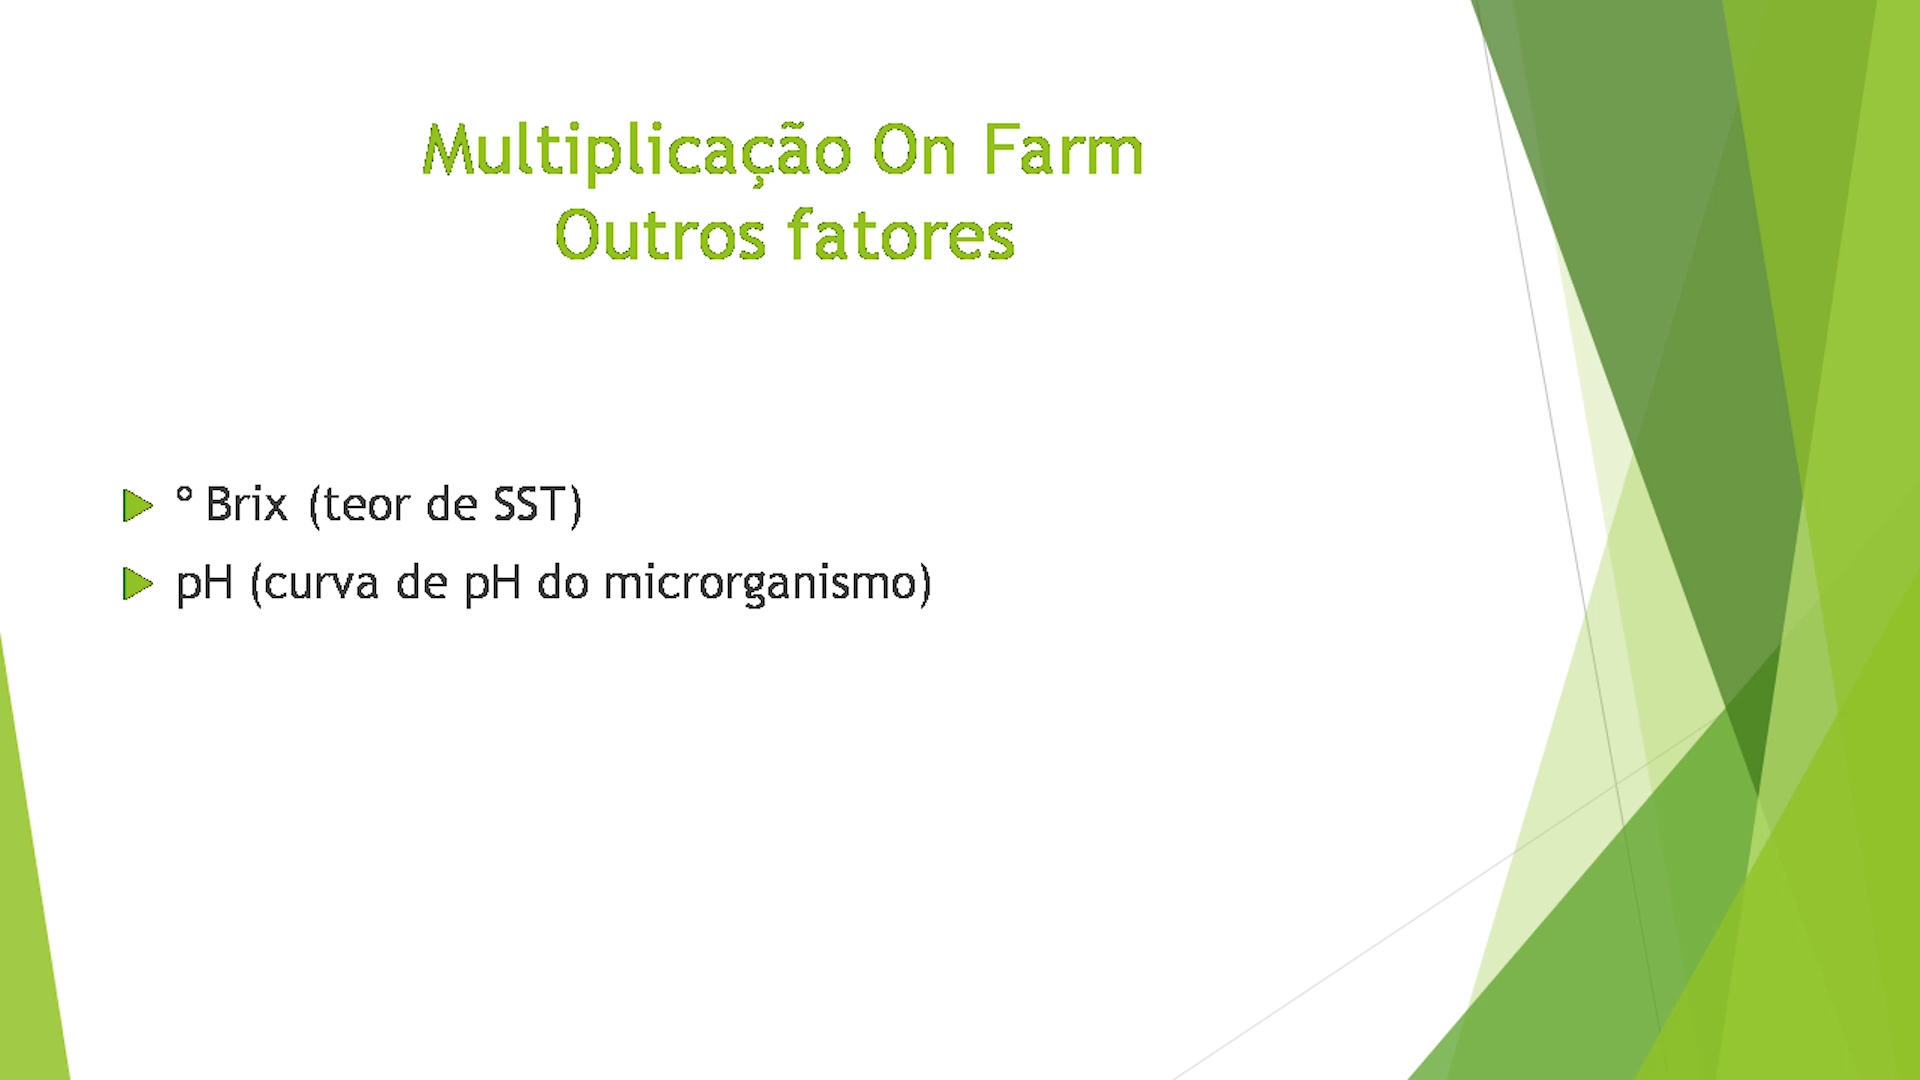 Multiplicação On Farm
Outros fatores
° Brix (teor de SST)
pH (curva de pH do microrganismo)